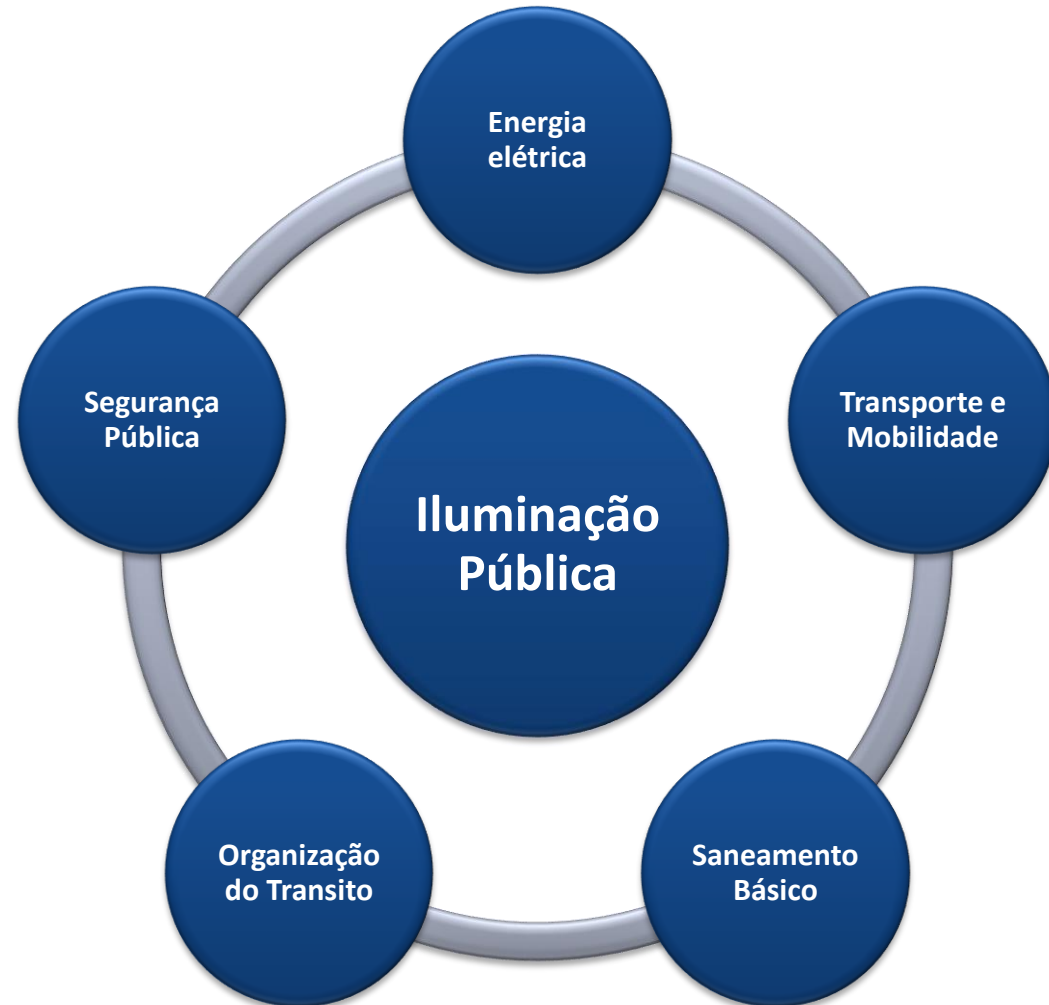 Energia
elétrica
Segurança
Pública
Transporte e
Mobilidade
Iluminação
Pública
Organização
do Transito
Saneamento
Básico